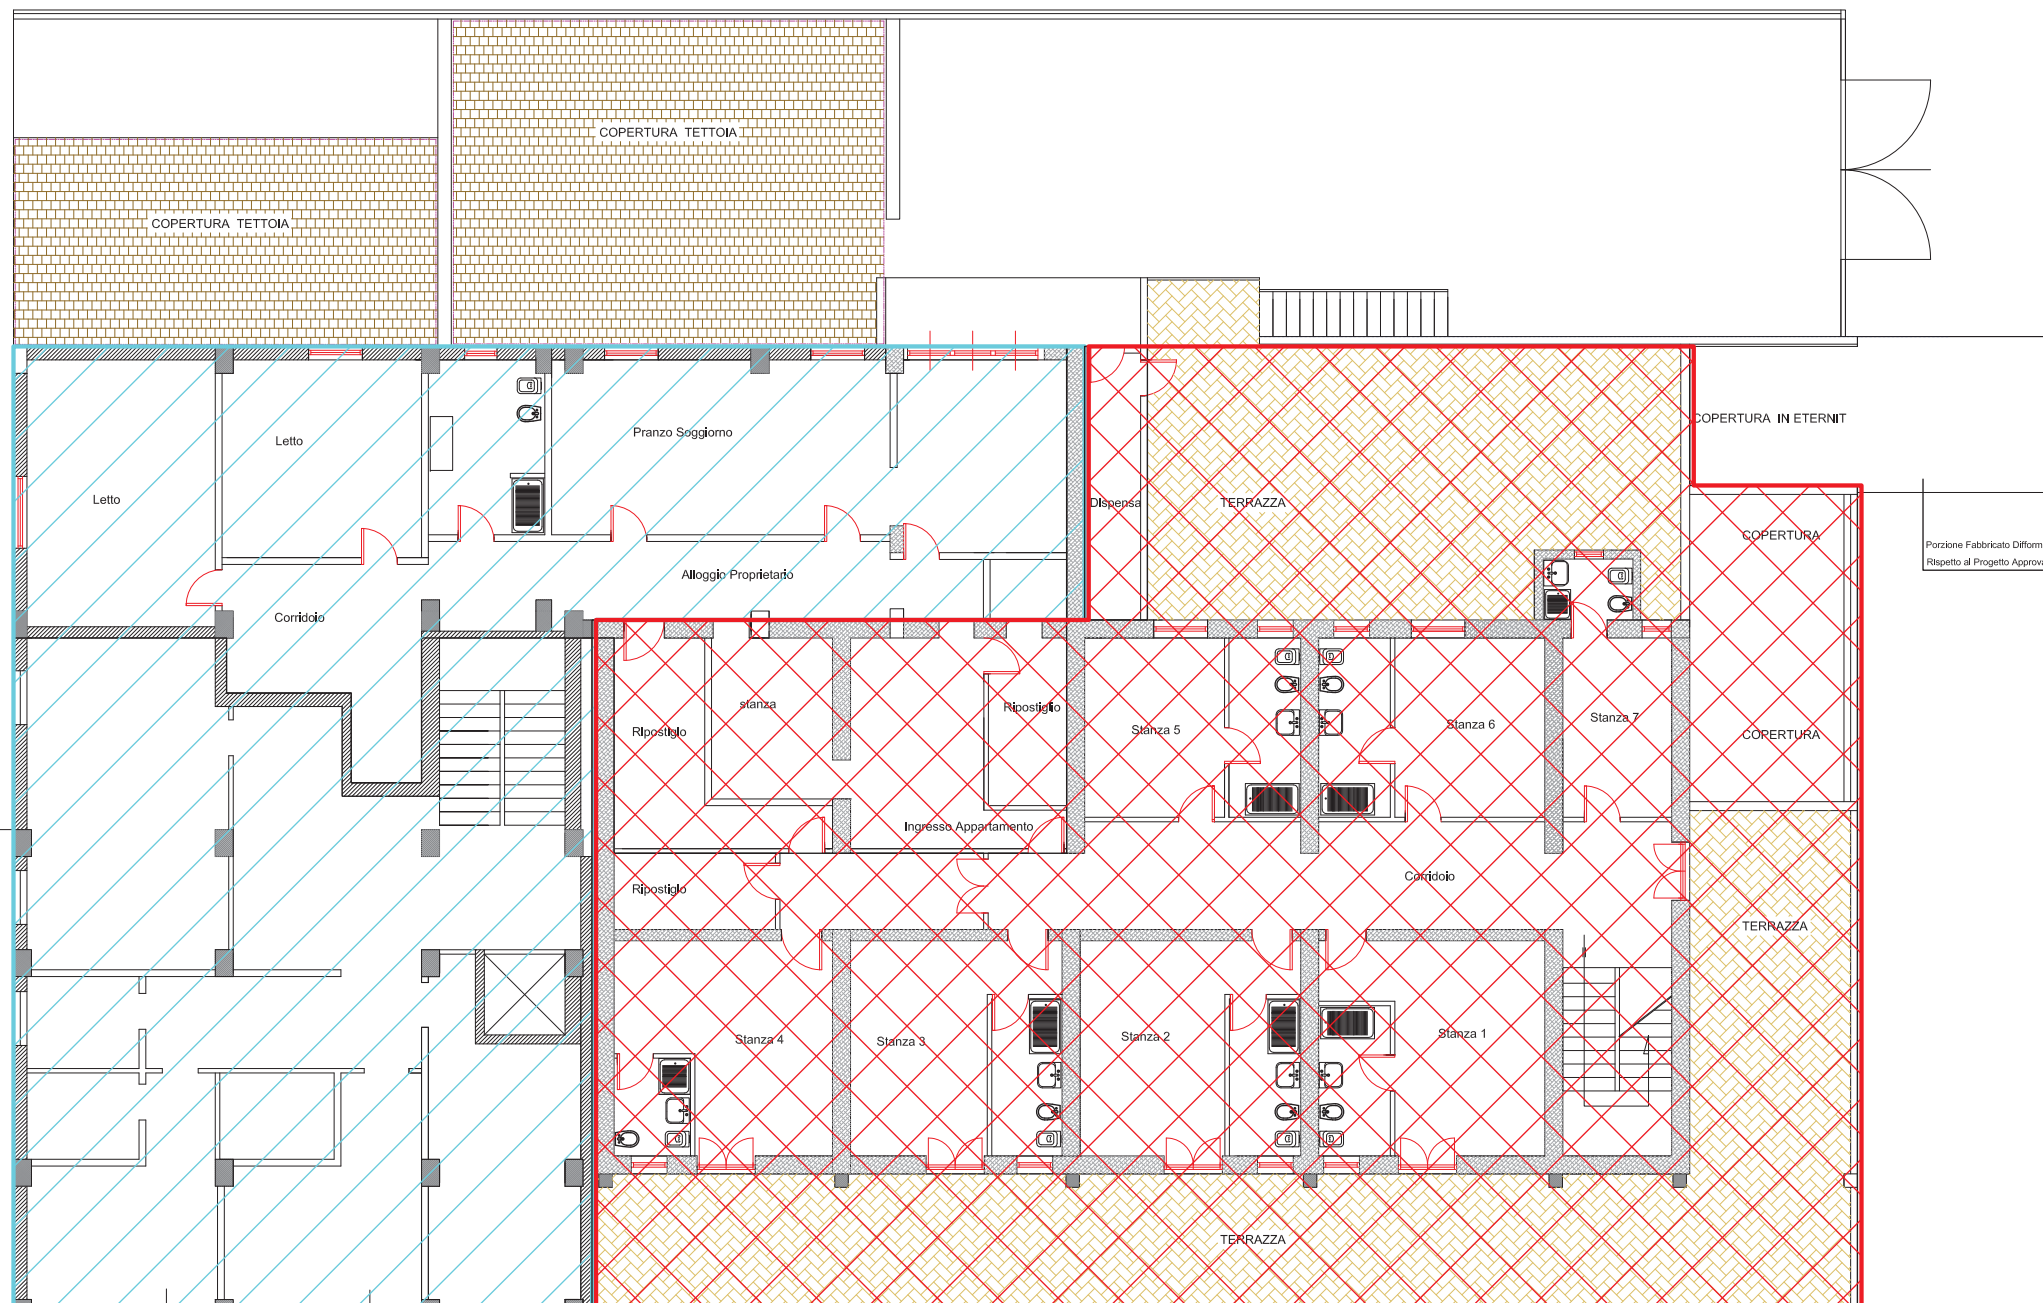 COPERTURA TETTOIA
COPERTURA TETTOIA
COPERTURA IN ETERNIT
Letto
Pranzo Soggiorno
Letto
Dispensa
TERRAZZA
COPERTURA
Porzione Fabbricato Difform
Rispetto al Progetto Approva
Alloggio Proprietario
Corridoio
stanza
Ripostiglio
Ripostiglo
Stanza 5
Stanza 6
Stanza 7
COPERTURA
Ingresso Appartamento
Ripostiglo
Corridoio
TERRAZZA
Stanza 4
Stanza 3
Stanza 2
Stanza 1
TERRAZZA